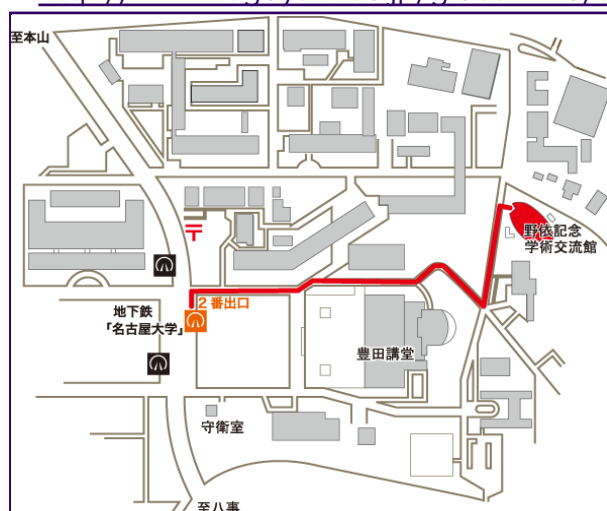 至本山
〒
野依記念
学術交流館
2番出口
地下鉄
「名古屋大学」
豊田講堂
守衛室
至八事